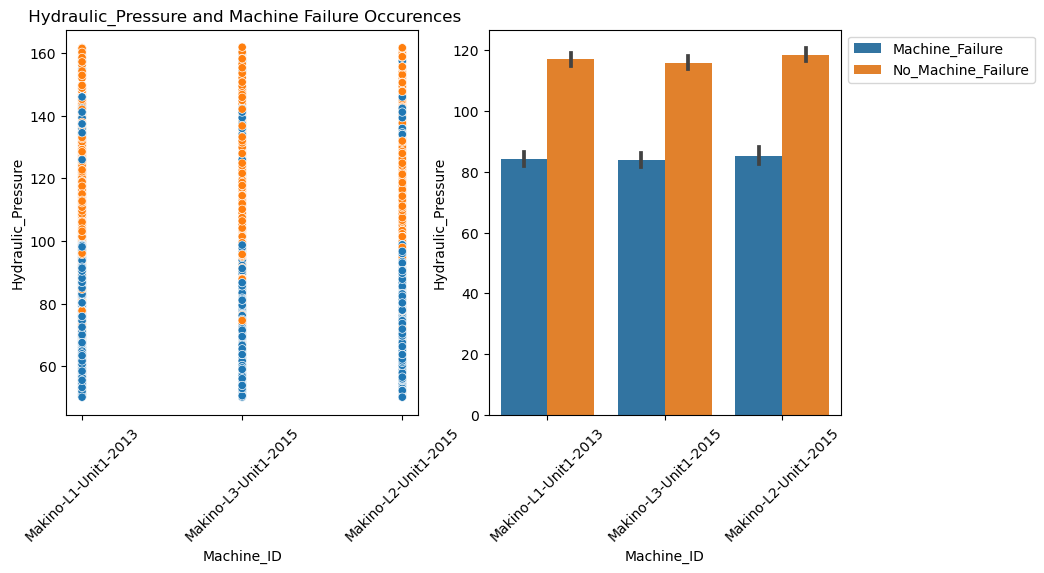 Hydraulic_Pressure and Machine Failure Occurences
Hydraulic_Pressure
160
140
120
100
80
60
Makino-L1-Unit1-2013
Makino-L3-Unit1-2015
Makino-L2-Unit1-2015
Machine_ID
Hydraulic_Pressure
120
100
80
60
40
20
0
Makino-L1-Unit1-2013
Makino-L3-Unit1-2015
Makino-L2-Unit1-2015
Machine_ID
Machine_Failure
No_Machine_Failure